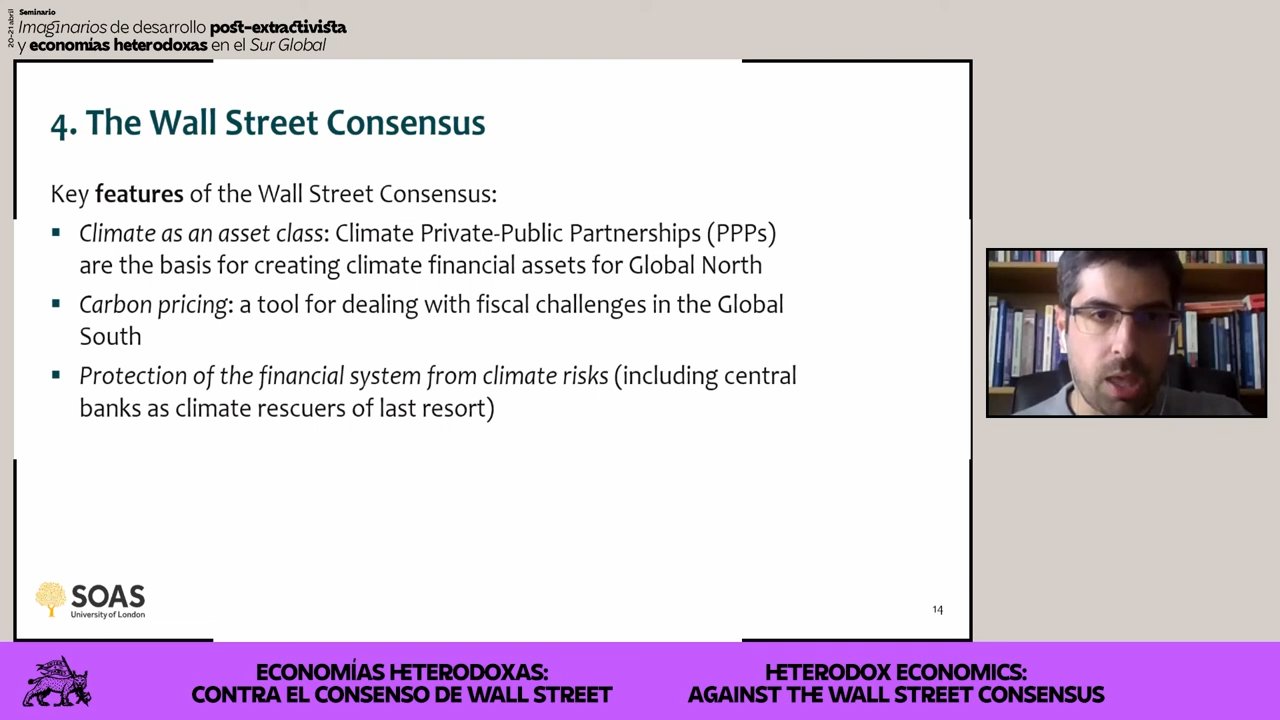 20-21 abril
Seminario
Imaginarios de desarrollo post-extractivista
y economías heterodoxas en el Sur Global
4. The Wall Street Consensus
Key features of the Wall Street Consensus:
▪ Climate as an asset class: Climate Private-Public Partnerships (PPPs)
are the basis for creating climate financial assets for Global North
▪ Carbon pricing: a tool for dealing with fiscal challenges in the Global
South
▪ Protection of the financial system from climate risks (including central
banks as climate rescuers of last resort)
SOAS
University of London
14
ECONOMÍAS HETERODOXAS:
CONTRA EL CONSENSO DE WALL STREET
HETERODOX ECONOMICS:
AGAINST THE WALL STREET CONSENSUS